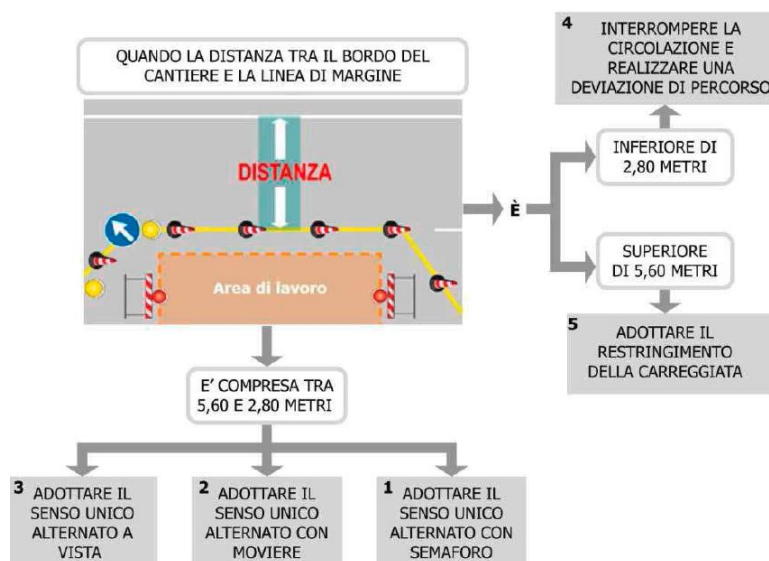 QUANDO LA DISTANZA TRA IL BORDO DEL
CANTIERE E LA LINEA DI MARGINE
DISTANZA
Area di lavoro
È
4
INTERROMPERE LA
CIRCOLAZIONE E
REALIZZARE UNA
DEVIAZIONE DI PERCORSO
INFERIORE DI
2,80 METRI
SUPERIORE
DI 5,60 METRI
5
ADOTTARE IL
RESTRINGIMENTO
DELLA CARREGGIATA
E’ COMPRESA TRA
5,60 E 2,80 METRI
3
ADOTTARE IL
SENSO UNICO
ALTERNATO A
VISTA
2
ADOTTARE IL
SENSO UNICO
ALTERNATO CON
MOVIERE
1
ADOTTARE IL
SENSO UNICO
ALTERNATO CON
SEMAFORO